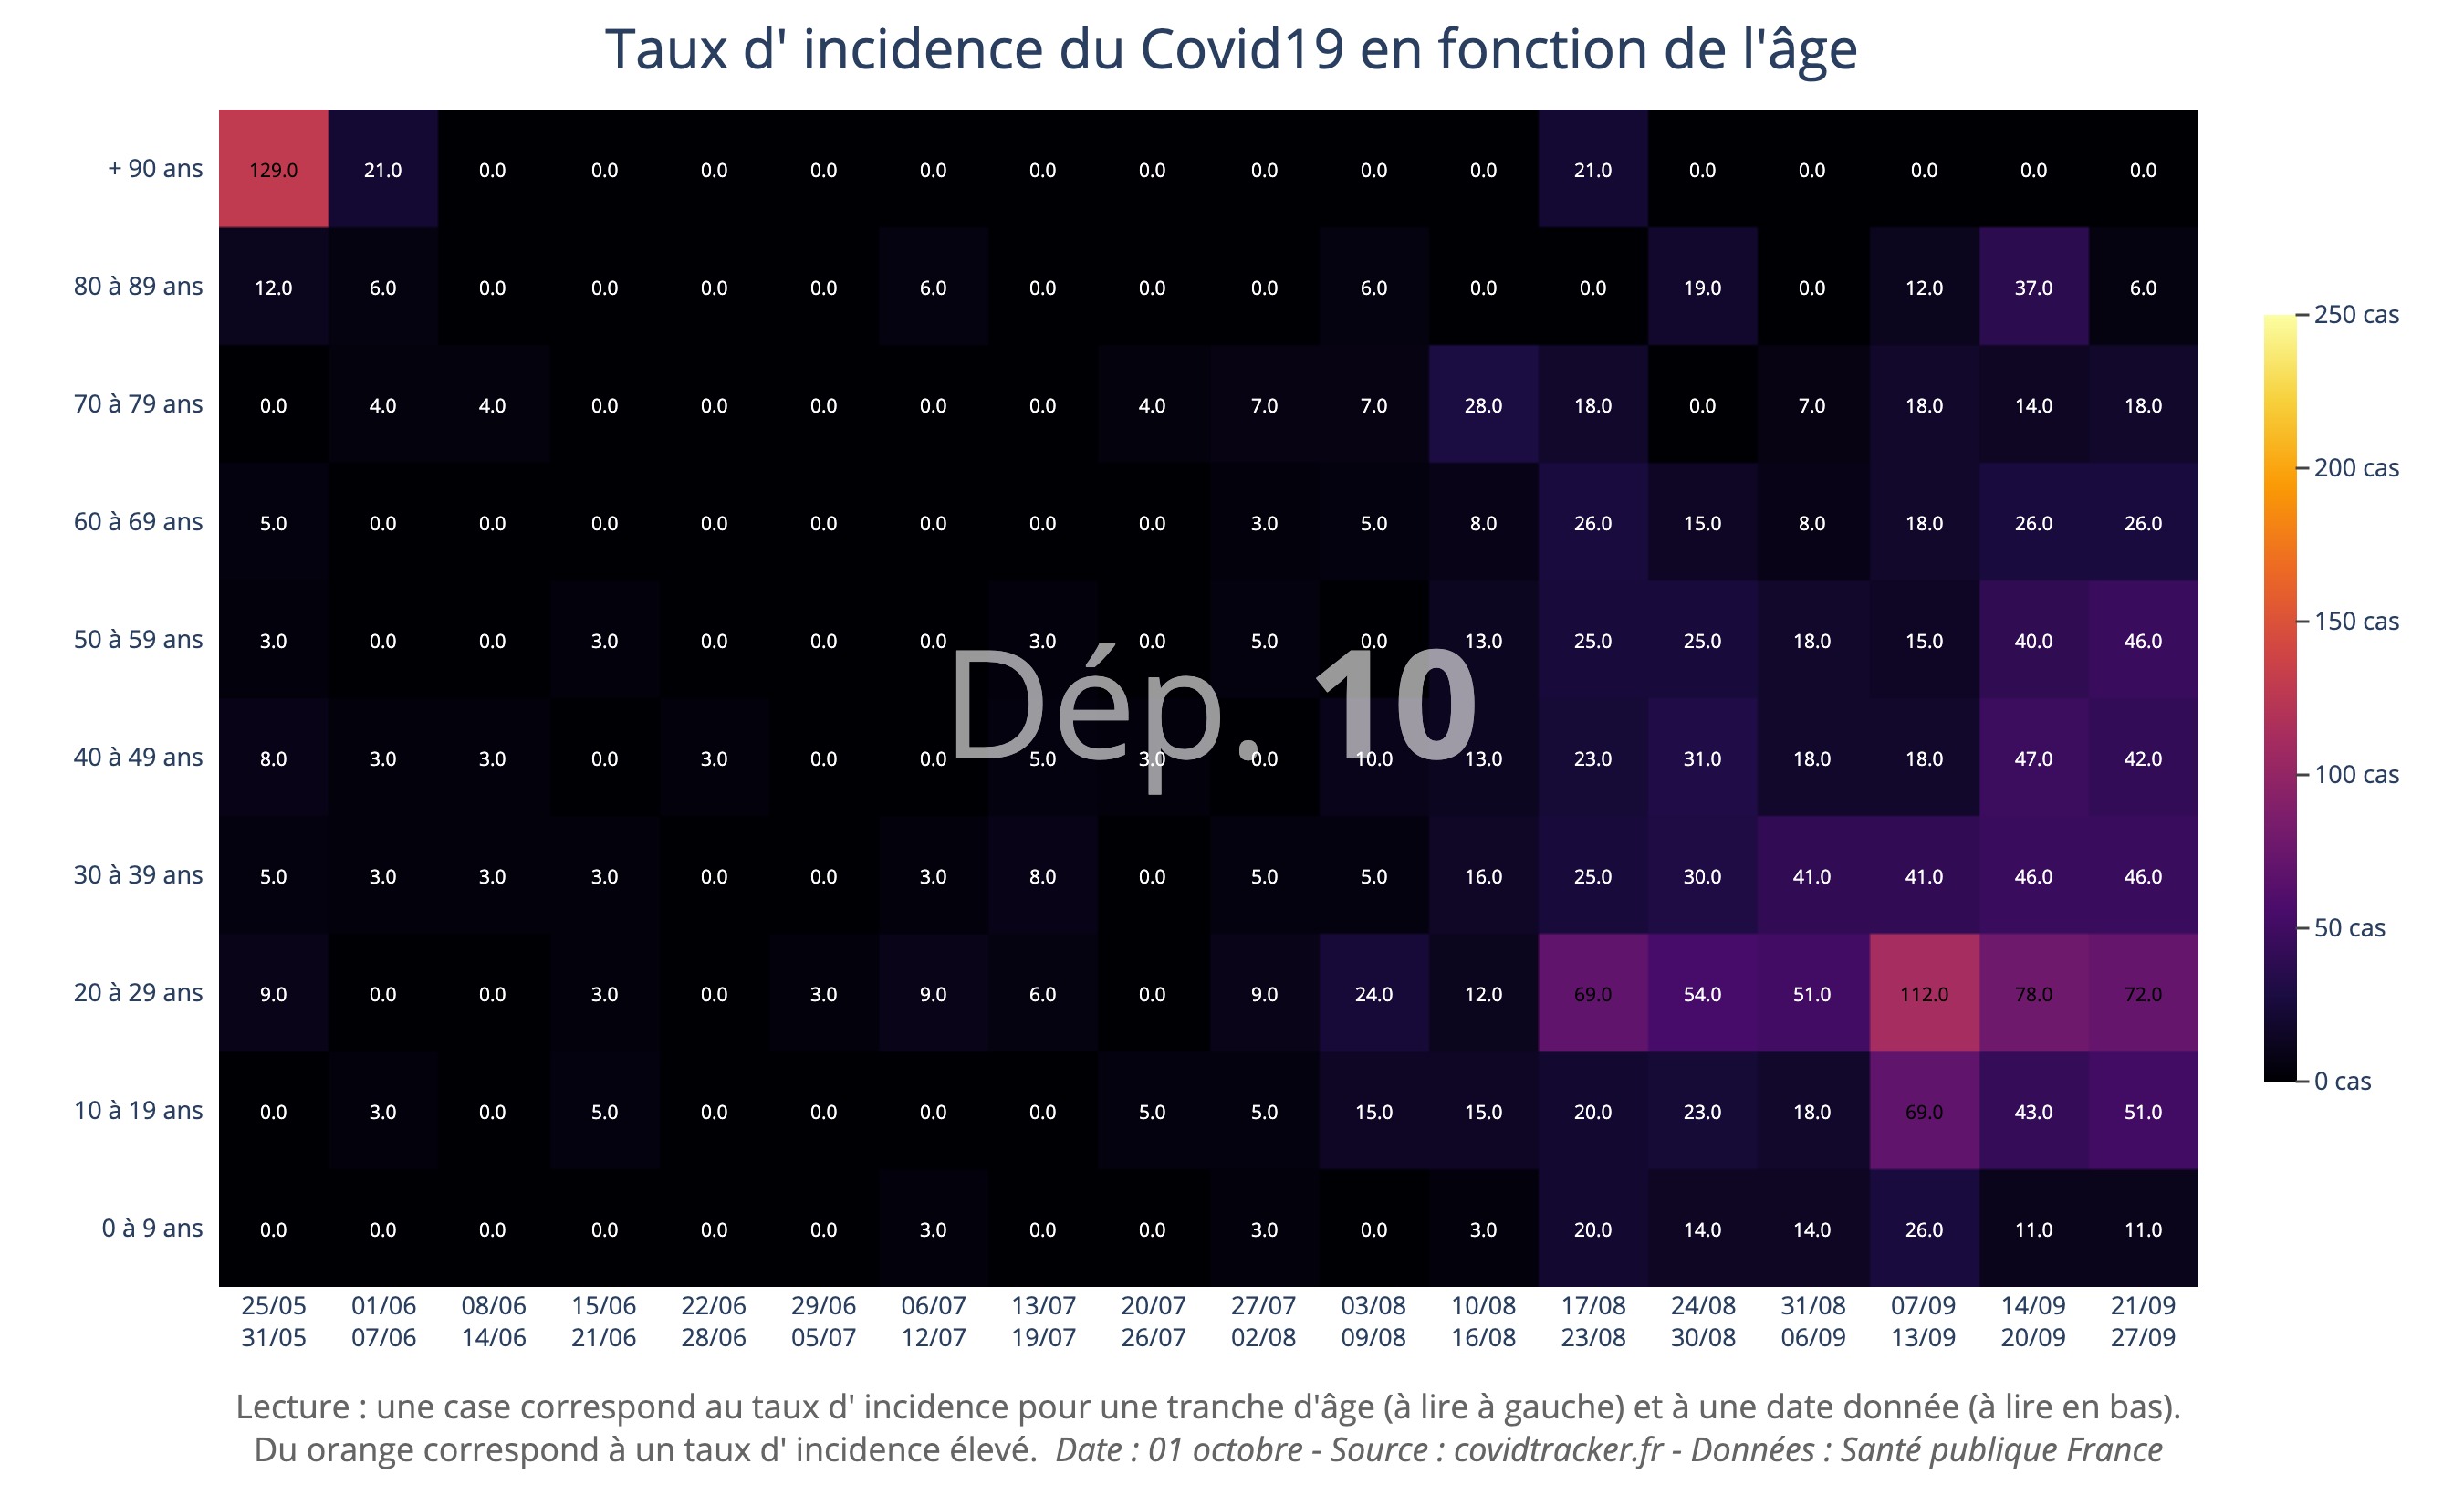 Taux d' incidence du Covid19 en fonction de l'âge
+ 90 ans 129.0 21.0 0.0 0.0 0.0 0.0 0.0 0.0 0.0 0.0 0.0 0.0 21.0 0.0 0.0 0.0 0.0 0.0
80 à 89 ans 12.0 6.0 0.0 0.0 0.0 0.0 6.0 0.0 0.0 0.0 6.0 0.0 0.0 19.0 0.0 12.0 37.0 6.0
250 cas
70 à 79 ans 0.0 4.0 4.0 0.0 0.0 0.0 0.0 0.0 4.0 7.0 7.0 28.0 18.0 0.0 7.0 18.0 14.0 18.0
200 cas
60 à 69 ans 5.0 0.0 0.0 0.0 0.0 0.0 0.0 0.0 0.0 3.0 5.0 8.0 26.0 15.0 8.0 18.0 26.0 26.0
150 cas
50 à 59 ans 3.0 0.0 0.0 3.0 0.0 0.0 0.0 3.0 0.0 5.0 0.0 13.0 25.0 25.0 18.0 15.0 40.0 46.0
Dép. 10
40 à 49 ans 8.0 3.0 3.0 0.0 3.0 0.0 0.0 5.0 3.0 0.0 10.0 13.0 23.0 31.0 18.0 18.0 47.0 42.0
100 cas
30 à 39 ans 5.0 3.0 3.0 3.0 0.0 0.0 3.0 8.0 0.0 5.0 5.0 16.0 25.0 30.0 41.0 41.0 46.0 46.0
50 cas
20 à 29 ans 9.0 0.0 0.0 3.0 0.0 3.0 9.0 6.0 0.0 9.0 24.0 12.0 69.0 54.0 51.0 112.0 78.0 72.0
0 cas
10 à 19 ans 0.0 3.0 0.0 5.0 0.0 0.0 0.0 0.0 5.0 5.0 15.0 15.0 20.0 23.0 18.0 69.0 43.0 51.0
0 à 9 ans 0.0 0.0 0.0 0.0 0.0 0.0 3.0 0.0 0.0 3.0 0.0 3.0 20.0 14.0 14.0 26.0 11.0 11.0
25/05 01/06 08/06 15/06 22/06 29/06 06/07 13/07 20/07 27/07 03/08 10/08 17/08 24/08 31/08 07/09 14/09 21/09
31/05 07/06 14/06 21/06 28/06 05/07 12/07 19/07 26/07 02/08 09/08 16/08 23/08 30/08 06/09 13/09 20/09 27/09
Lecture : une case correspond au taux d' incidence pour une tranche d'âge (à lire à gauche) et à une date donnée (à lire en bas).
Du orange correspond à un taux d' incidence élevé. Date : 01 octobre - Source : covidtracker.fr - Données : Santé publique France